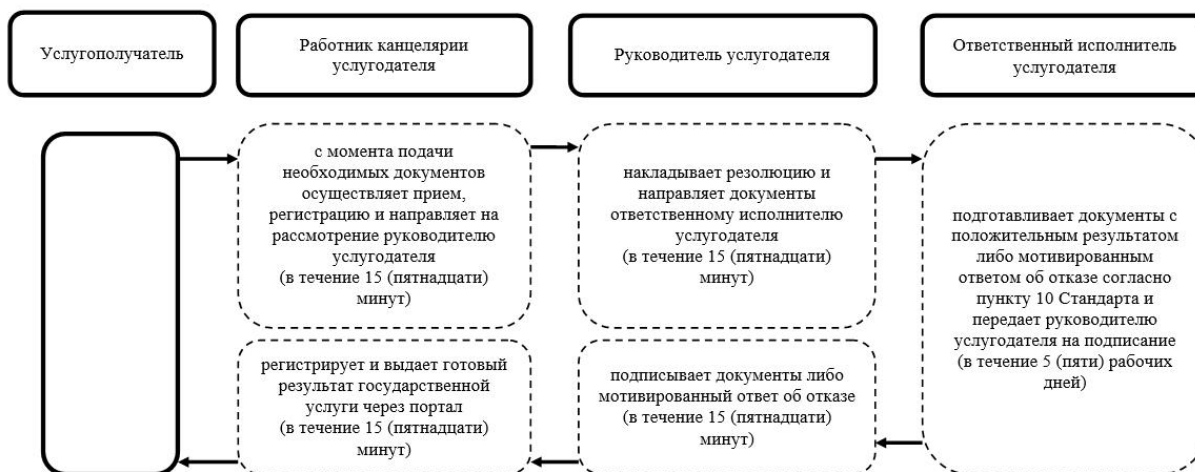 Услугополучатель
Работник канцелярии
услугодателя
Руководитель услугодателя
Ответственный исполнитель
услугодателя
с момента подачи
необходимых документов
осуществляет прием,
регистрацию и направляет на
рассмотрение руководителю
услугодателя
(в течение 15 (пятнадцати)
минут)
накладывает резолюцию и
направляет документы
ответственному исполнителю
услугодателя
(в течение 15 (пятнадцати)
минут)
подготавливает документы с
положительным результатом
либо мотивированным
ответом об отказе согласно
пункту 10 Стандарта и
передает руководителю
услугодателя на подписание
(в течение 5 (пяти) рабочих
дней)
регистрирует и выдает готовый
результат государственной
услуги через портал
(в течение 15 (пятнадцати)
минут)
подписывает документы либо
мотивированный ответ об отказе
(в течение 15 (пятнадцати)
минут)